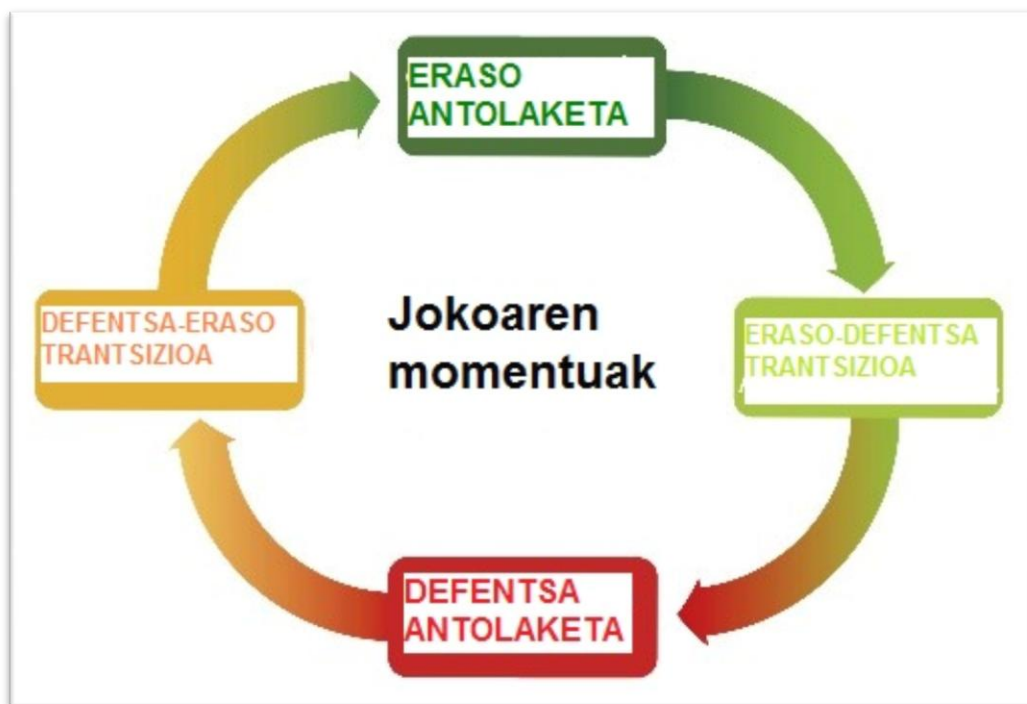 ERASO
ANTOLAKETA
DEFENTSA-ERASO
TRANTSIZIOA
Jokoaren
momentuak
ERASO-DEFENTSA
TRANTSIZIOA
DEFENTSA
ANTOLAKETA